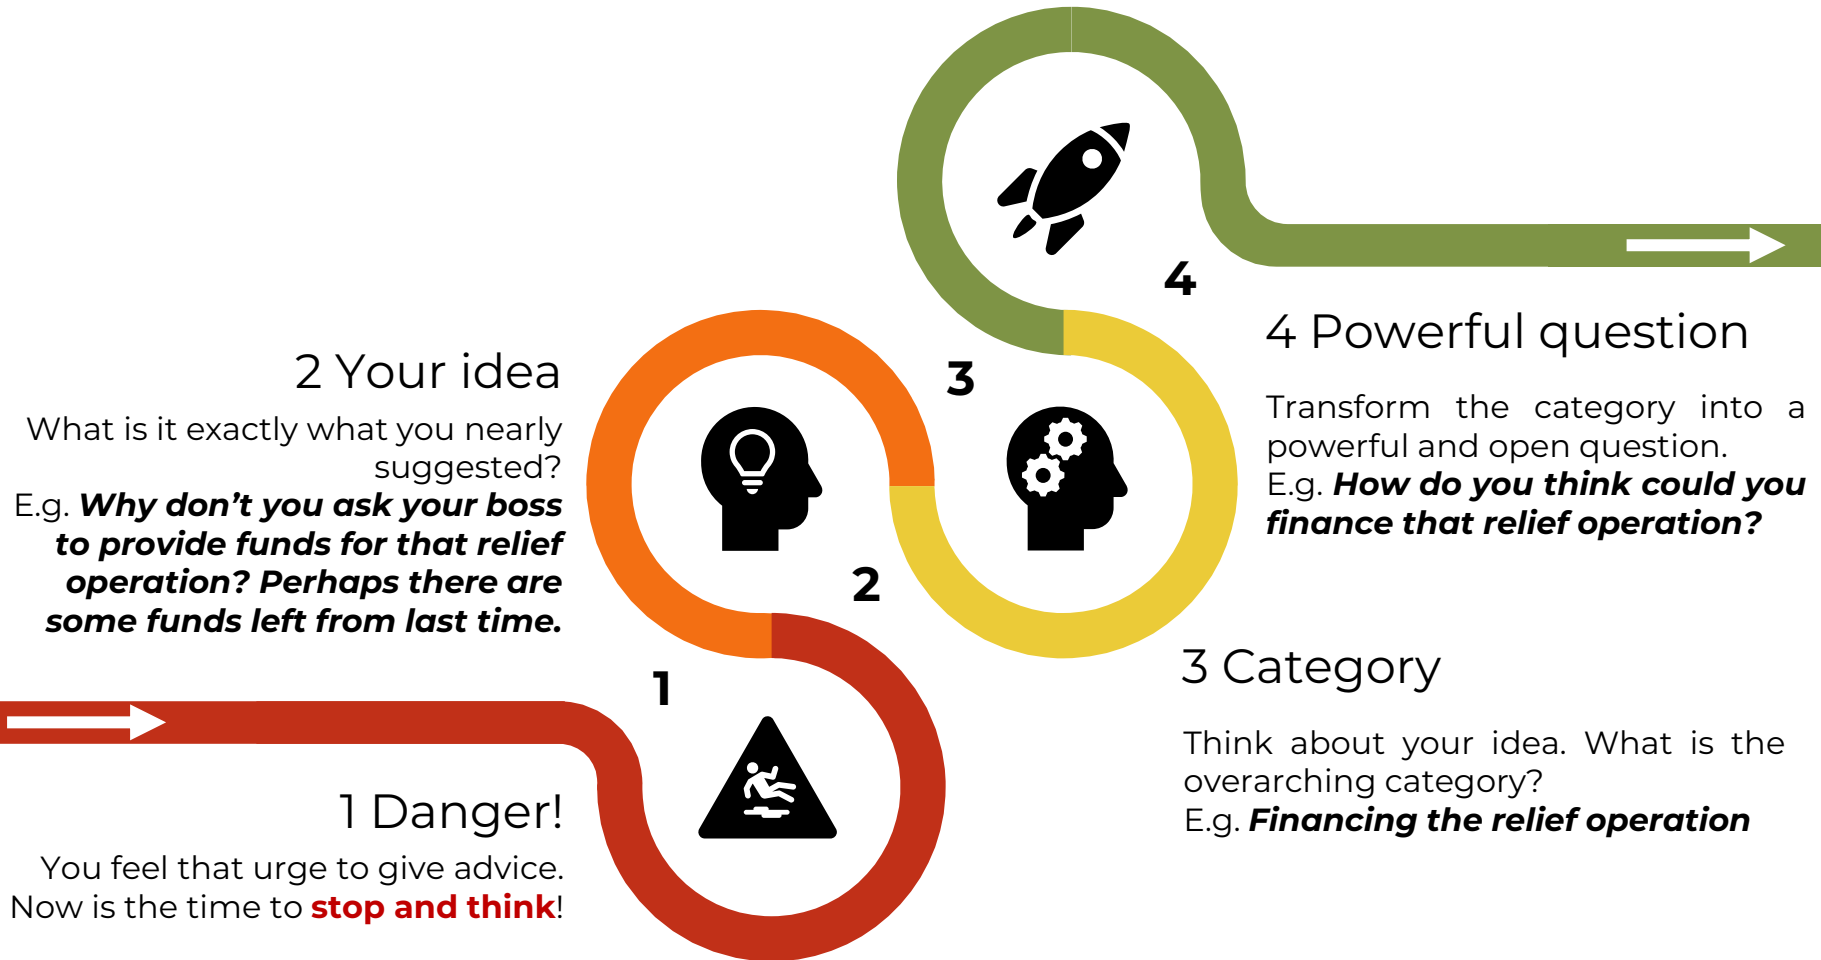 1
1 Danger!
You feel that urge to give advice.
Now is the time to stop and think!
2
2 Your idea
What is it exactly what you nearly
suggested?
E.g. Why don’t you ask your boss
to provide funds for that relief
operation? Perhaps there are
some funds left from last time.
3
3 Category
Think about your idea. What is the
overarching category?
E.g. Financing the relief operation
4
4 Powerful question
Transform the category into a
powerful and open question.
E.g. How do you think could you
finance that relief operation?